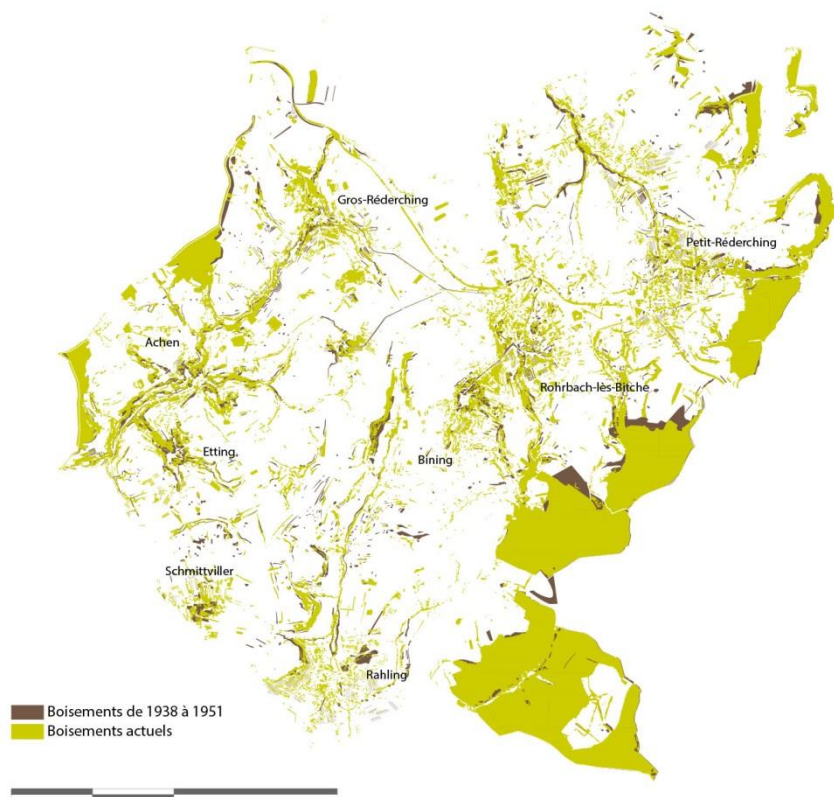 Gros-Réderching
Petit-Réderching
Achen
Rohrbach-lès-Bitche
Etting
Bining
Schmittviller
Rahling
Boisements de 1938 à 1951
Boisements actuels